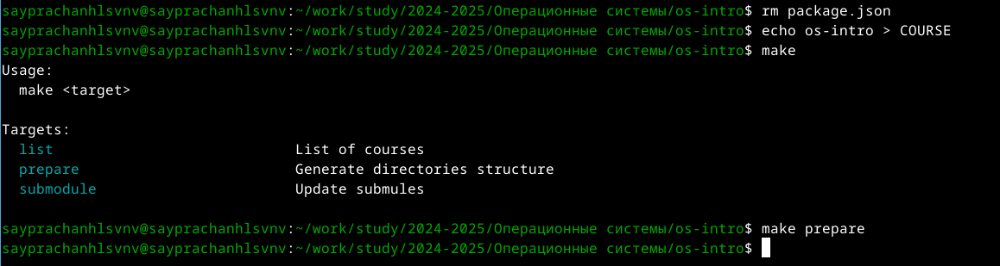 sayprachanhlsvnv@sayprachanhlsvnv:~/work/study/2024-2025/Операционные системы/os-intro$ rm package.json
sayprachanhlsvnv@sayprachanhlsvnv:~/work/study/2024-2025/Операционные системы/os-intro$ echo os-intro > COURSE
sayprachanhlsvnv@sayprachanhlsvnv:~/work/study/2024-2025/Операционные системы/os-intro$ make
Usage:
  make <target>

Targets:
  list                            List of courses
  prepare                         Generate directories structure
  submodule                       Update submules

sayprachanhlsvnv@sayprachanhlsvnv:~/work/study/2024-2025/Операционные системы/os-intro$ make prepare
sayprachanhlsvnv@sayprachanhlsvnv:~/work/study/2024-2025/Операционные системы/os-intro$